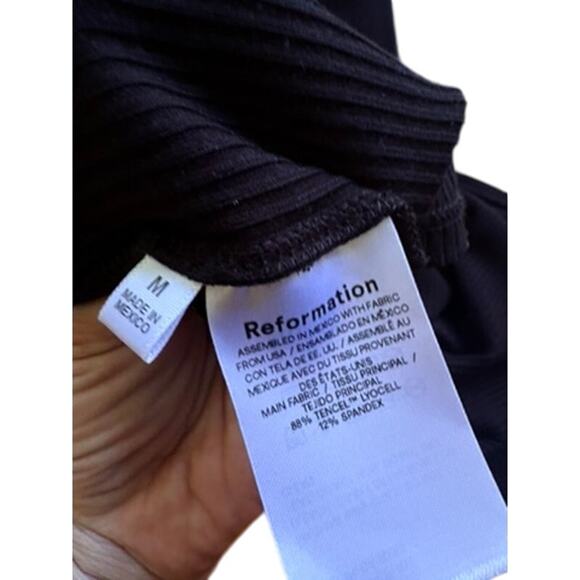 M
MADE IN
MEXICO
Reformation
ASSEMBLED IN MEXICO WITH FABRIC
FROM USA / ENSAMBLADO EN MÉXICO
CON TELA DE EE. UU. / ASSEMBLÉ AU
MEXIQUE AVEC DU TISSU PROVENANT
DES ÉTATS-UNIS
MAIN FABRIC / TISSU PRINCIPAL /
TEJIDO PRINCIPAL
88% TENCEL™ LYOCELL
12% SPANDEX